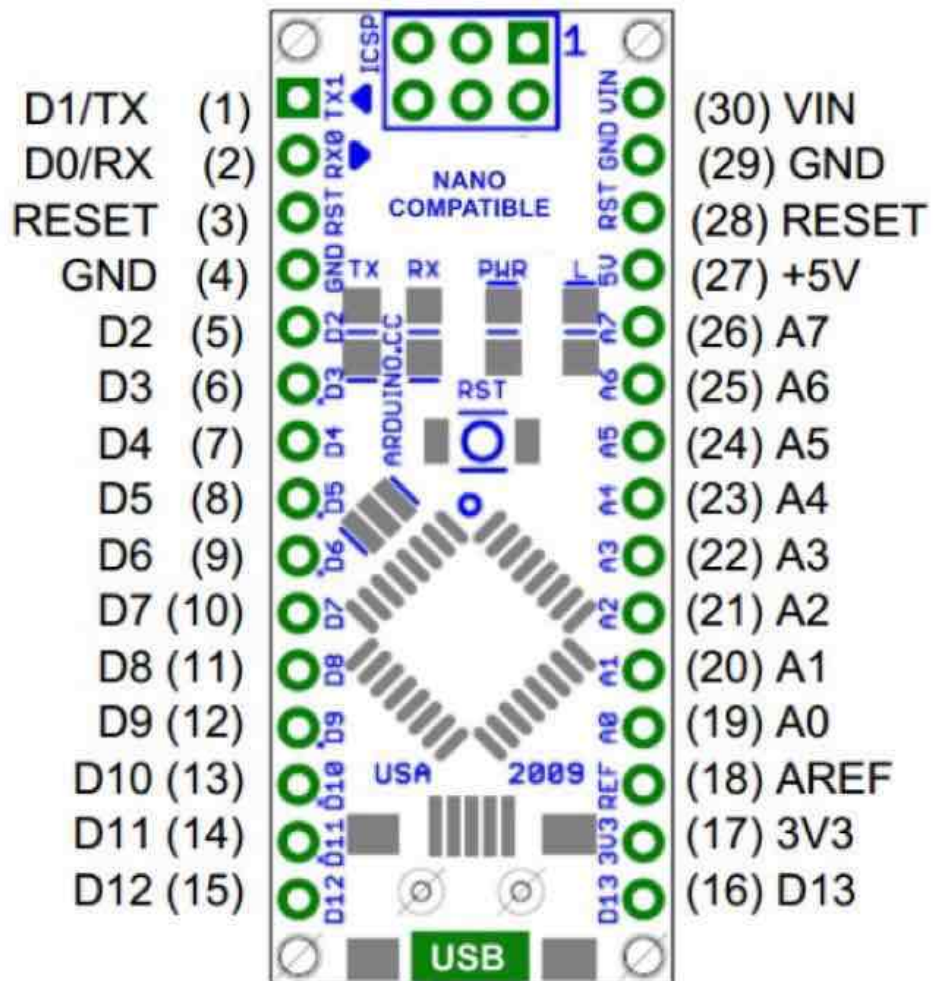 D1/TX (1)
D0/RX (2)
RESET (3)
GND (4)
D2 (5)
D3 (6)
D4 (7)
D5 (8)
D6 (9)
D7 (10)
D8 (11)
D9 (12)
D10 (13)
D11 (14)
D12 (15)
ICSP
1
TX1
RX0
RST
GND
D2
D3
D4
D5
D6
D7
D8
D9
D10
D11
D12
NANO
COMPATIBLE
TX RX PWR L
ARDUINO.CC
RST
USA 2009
USB
VIN
GND
RST
5V
A7
A6
A5
A4
A3
A2
A1
A0
REF
3V3
D13
(30) VIN
(29) GND
(28) RESET
(27) +5V
(26) A7
(25) A6
(24) A5
(23) A4
(22) A3
(21) A2
(20) A1
(19) A0
(18) AREF
(17) 3V3
(16) D13